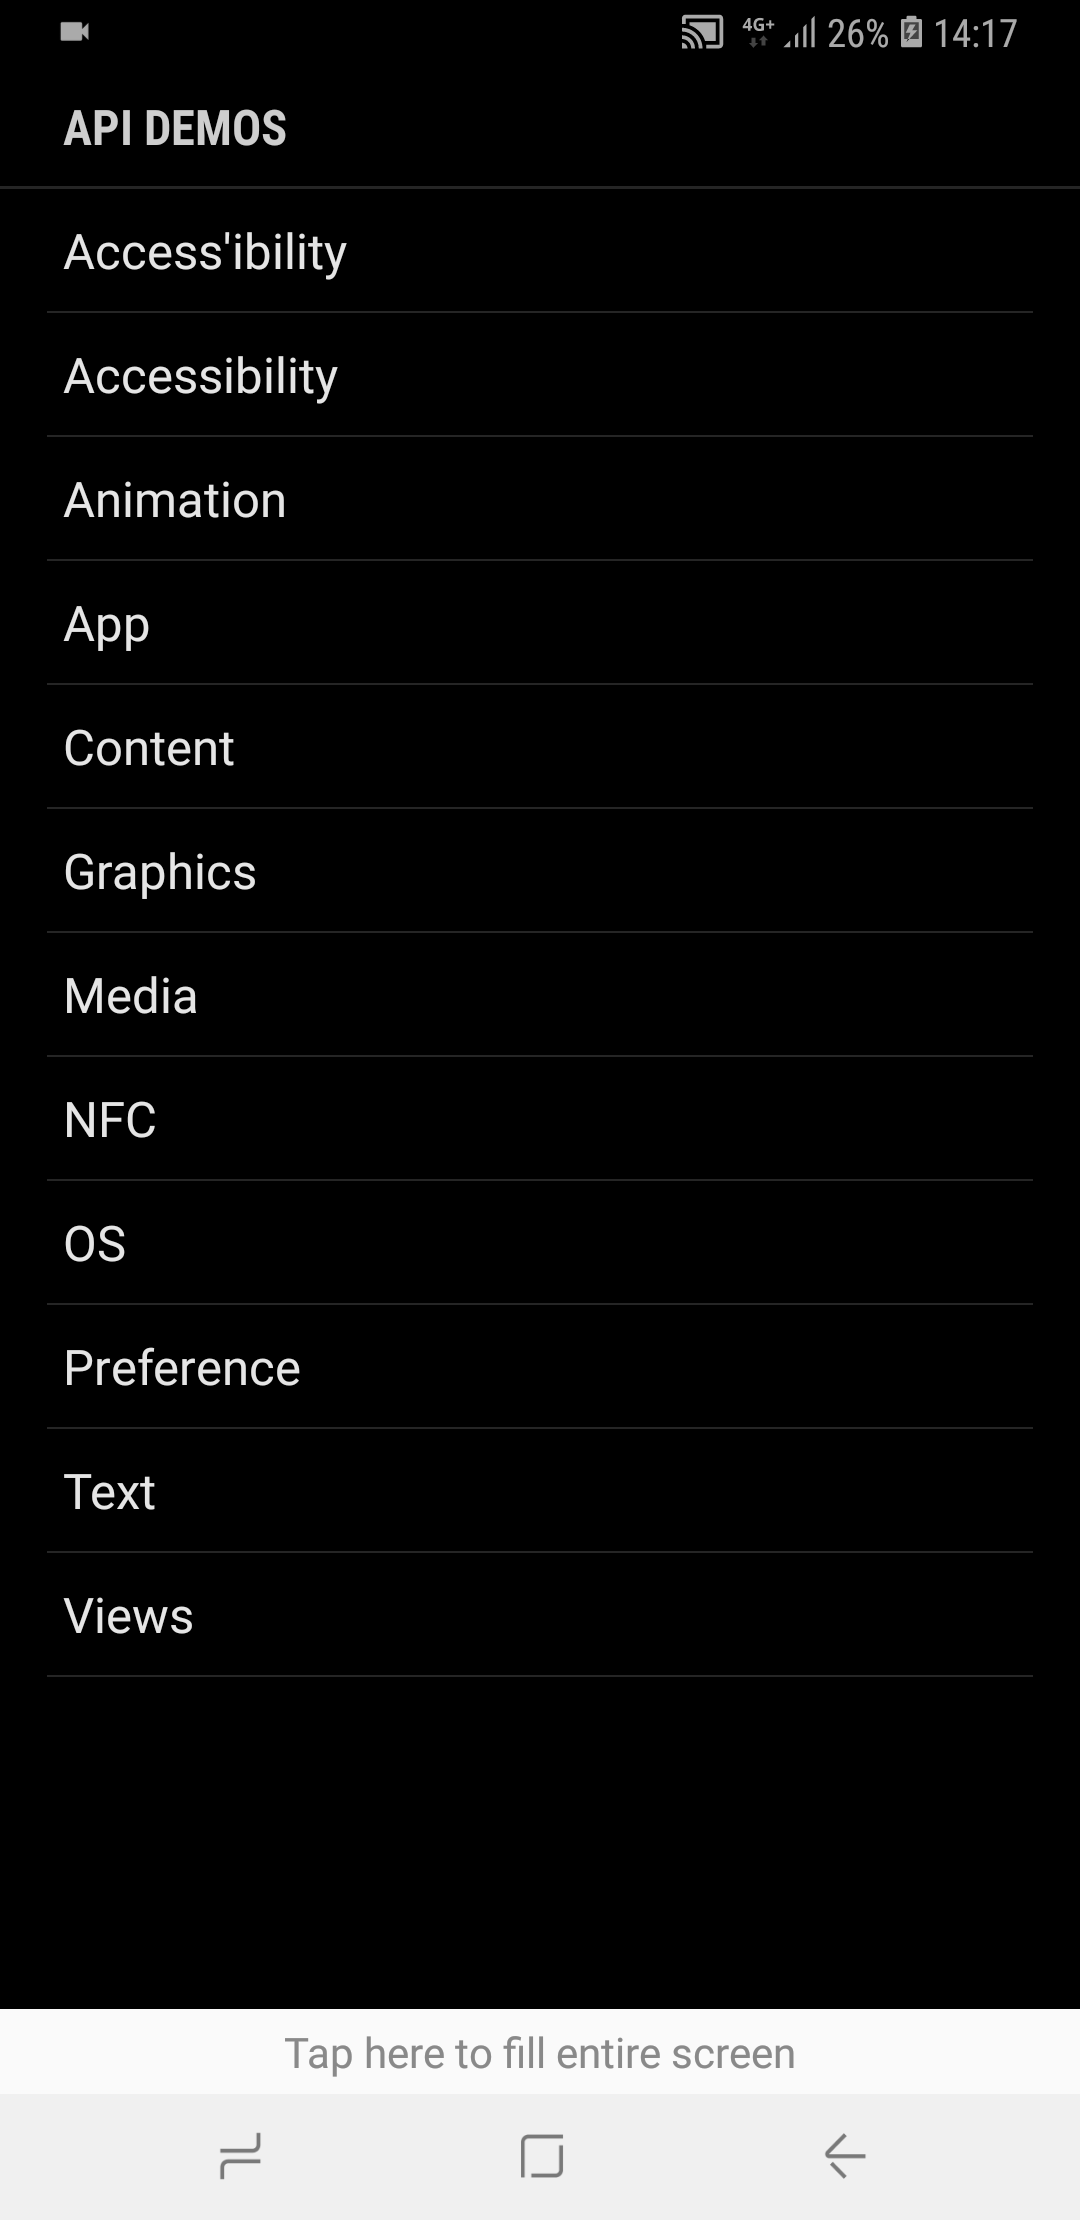 4G+ 26% 14:17
API DEMOS
Access'ibility
Accessibility
Animation
App
Content
Graphics
Media
NFC
OS
Preference
Text
Views
Tap here to fill entire screen